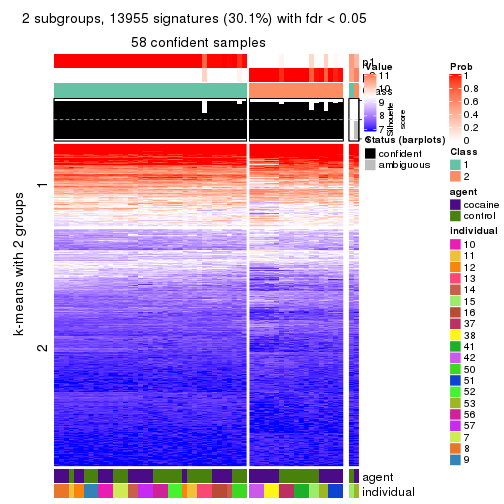 2 subgroups, 13955 signatures (30.1%) with fdr < 0.05
58 confident samples
p1
Value
11
10
9
8
7
Silhouette
score
Status (barplots)
confident
ambiguous
1
2
k-means with 2 groups
agent
individual
Prob
1
0.8
0.6
0.4
0.2
0
Class
1
2
agent
cocaine
control
individual
10
11
12
13
14
15
16
37
38
41
42
50
51
52
53
56
57
7
8
9